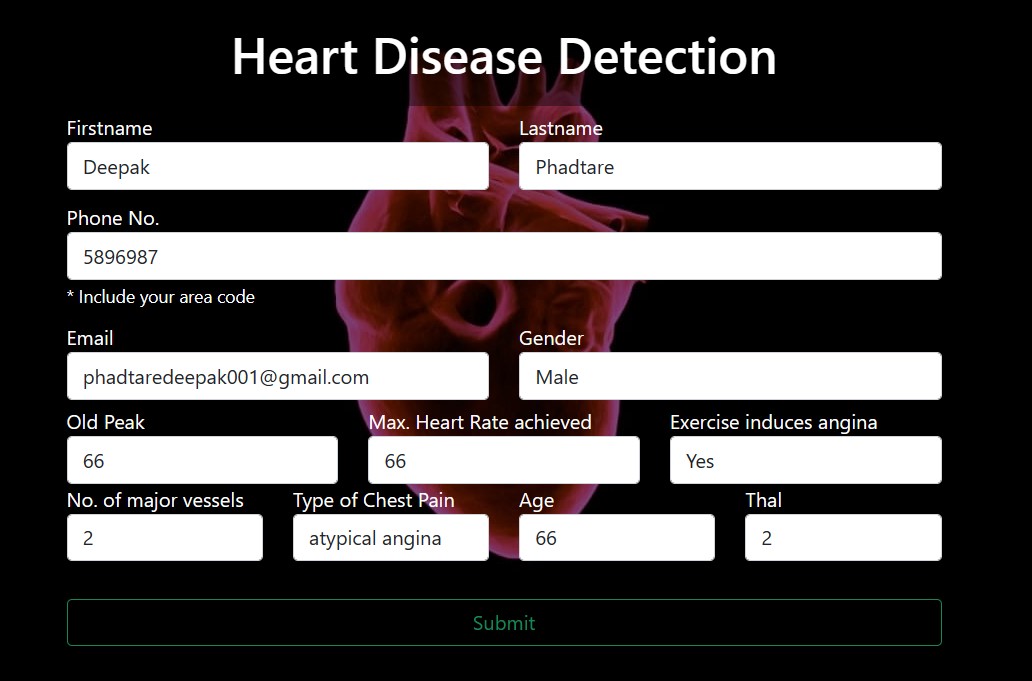 Heart Disease Detection
Firstname Lastname
Deepak Phadtare
Phone No.
5896987
* Include your area code
Email Gender
phadtaredeepak001@gmail.com Male
Old Peak Max. Heart Rate achieved Exercise induces angina
66 66 Yes
No. of major vessels Type of Chest Pain Age Thal
2 atypical angina 66 2
Submit